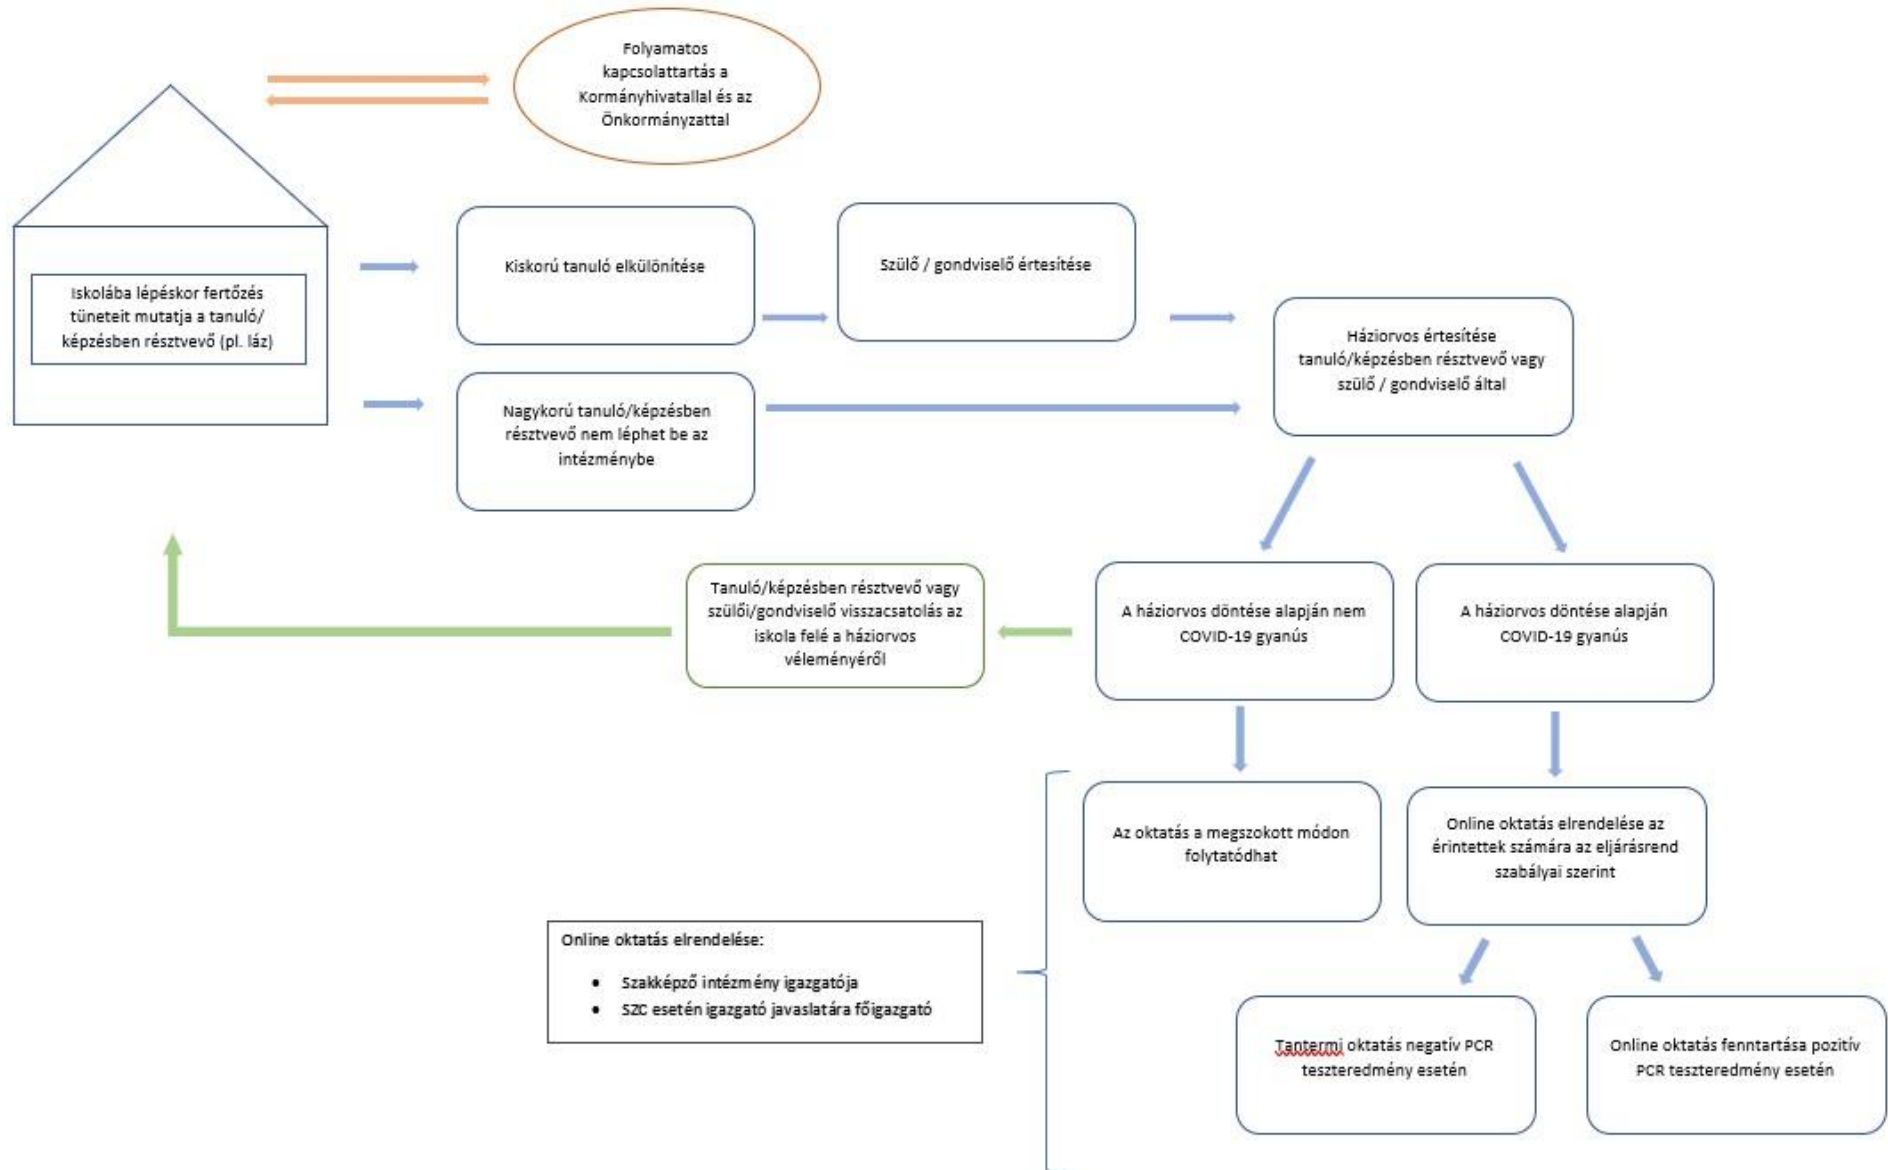 Folyamatos
kapcsolattartás a
Kormányhivatallal és az
Önkormányzattal
Iskolába lépéskor fertőzés
tüneteit mutatja a tanuló/
képzésben résztvevő (pl. láz)
Kiskorú tanuló elkülönítése
Szülő / gondviselő értesítése
Háziorvos értesítése
tanuló/képzésben résztvevő vagy
szülő / gondviselő által
Nagykorú tanuló/képzésben
résztvevő nem léphet be az
intézménybe
Tanuló/képzésben résztvevő vagy
szülői/gondviselő visszacsatolás az
iskola felé a háziorvos
véleményéről
A háziorvos döntése alapján nem
COVID-19 gyanús
A háziorvos döntése alapján
COVID-19 gyanús
Az oktatás a megszokott módon
folytatódhat
Online oktatás elrendelése az
érintettek számára az eljárásrend
szabályai szerint
Online oktatás elrendelése:
• Szakképző intézmény igazgatója
• SZC esetén igazgató javaslatára főigazgató
Tantermi oktatás negatív PCR
teszteredmény esetén
Online oktatás fenntartása pozitív
PCR teszteredmény esetén